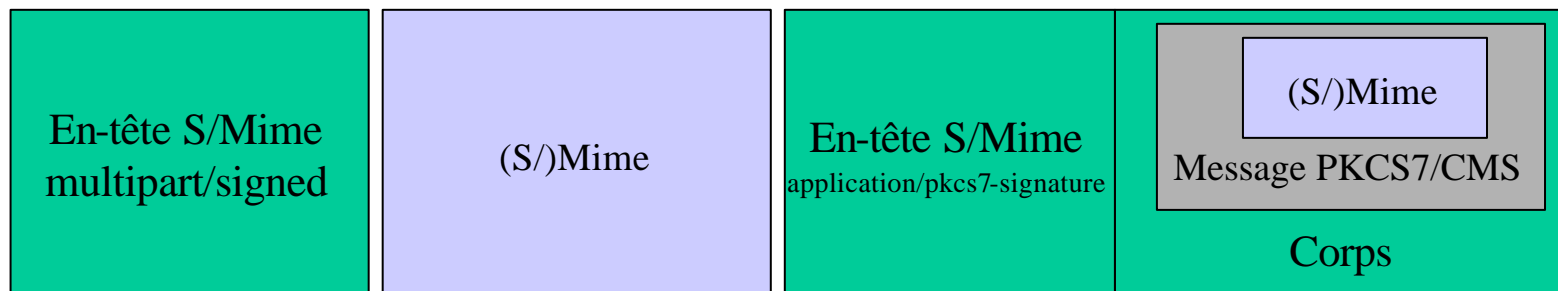 En-tête S/Mime
multipart/signed
(S/)Mime
En-tête S/Mime
application/pkcs7-signature
(S/)Mime
Message PKCS7/CMS
Corps